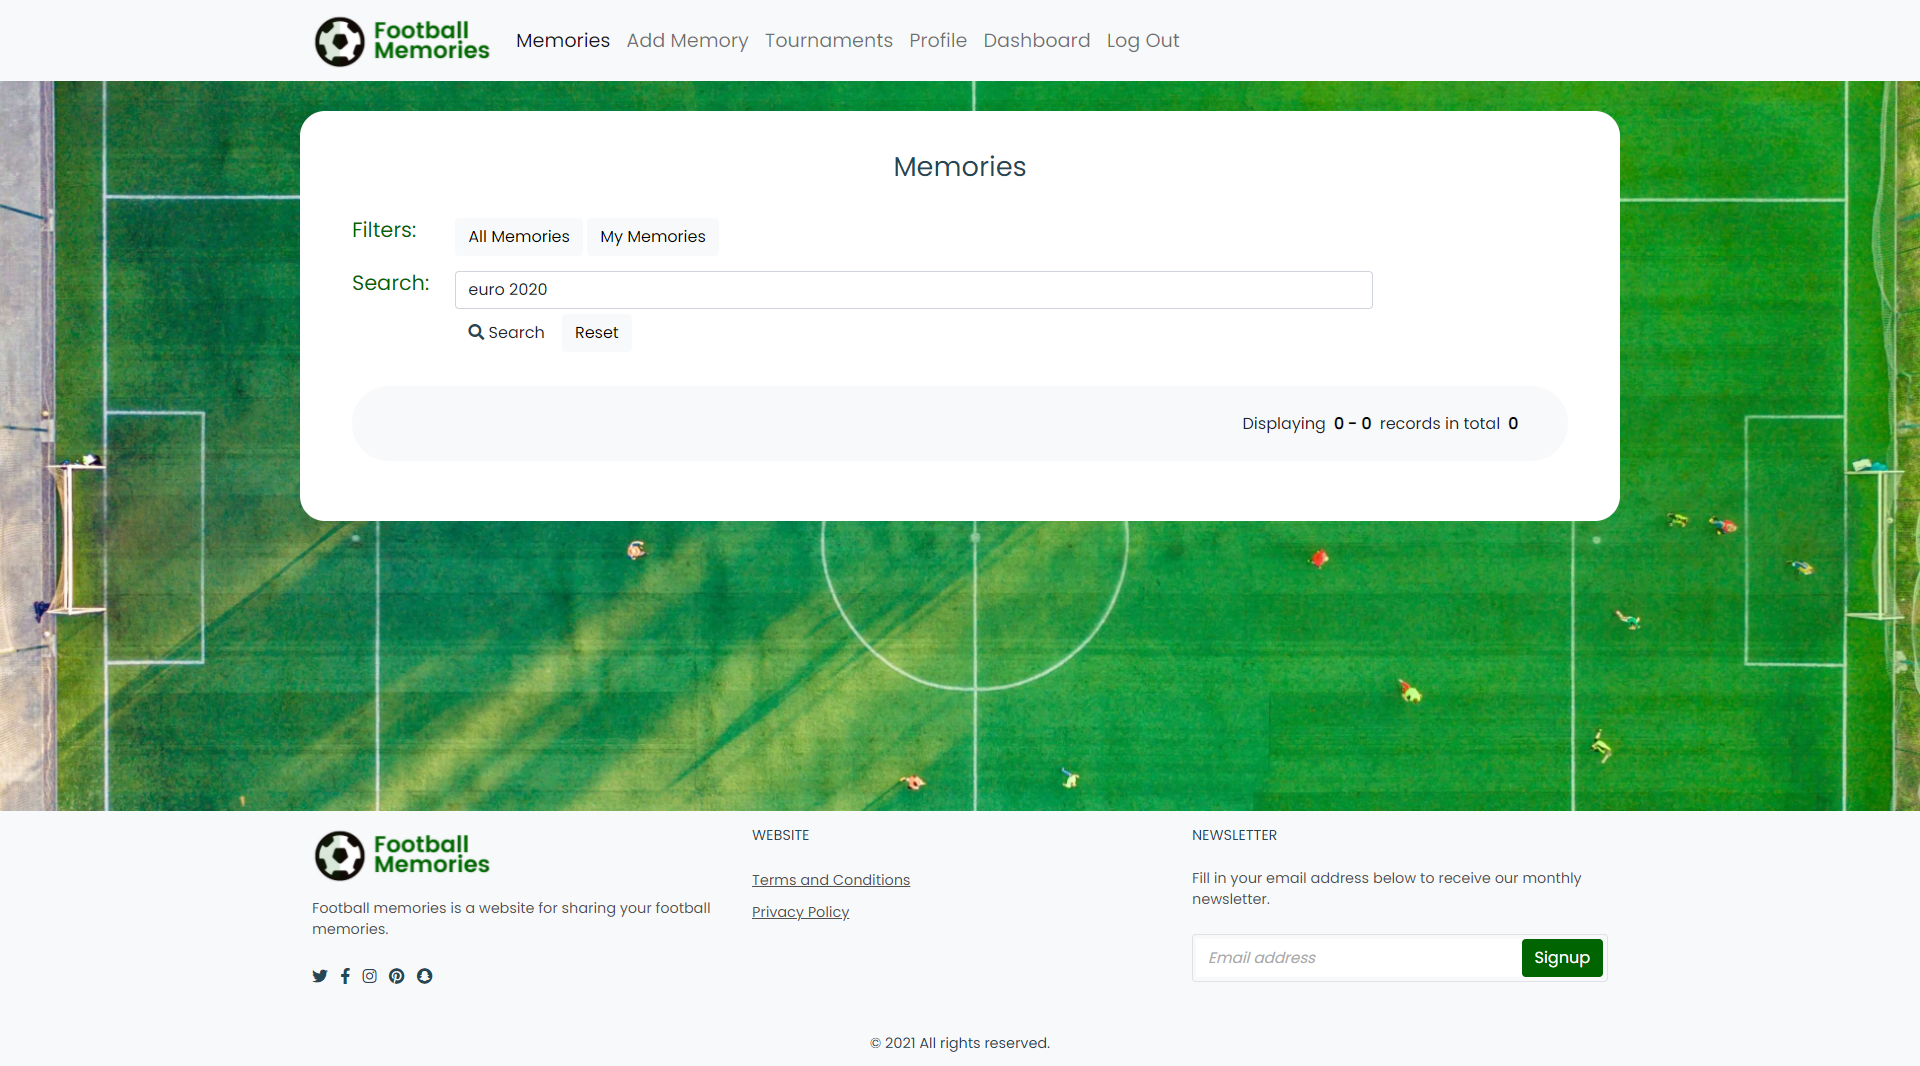 Football Memories
Memories Add Memory Tournaments Profile Dashboard Log Out
Memories
Filters: All Memories My Memories
Search: euro 2020
Search Reset
Displaying 0 - 0 records in total 0
Football Memories
Football memories is a website for sharing your football
memories.
WEBSITE
Terms and Conditions
Privacy Policy
NEWSLETTER
Fill in your email address below to receive our monthly
newsletter.
Email address Signup
© 2021 All rights reserved.